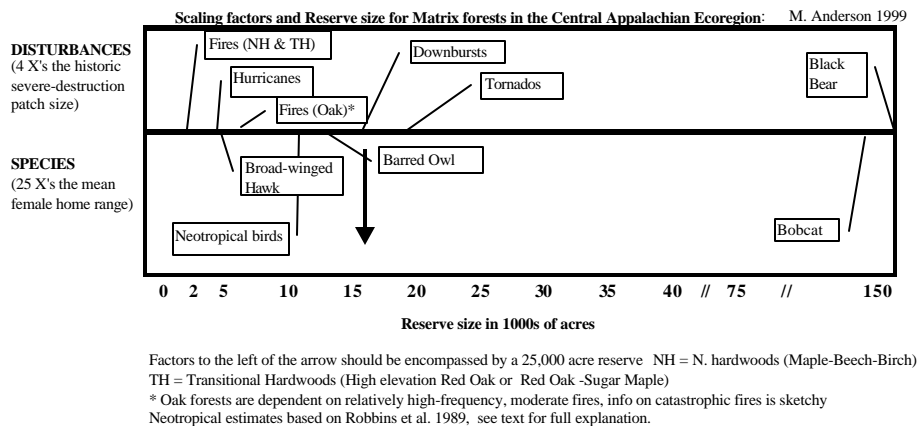 Scaling factors and Reserve size for Matrix forests in the Central Appalachian Ecoregion: M. Anderson 1999
DISTURBANCES
(4 X's the historic
severe-destruction
patch size)
Fires (NH & TH)
Hurricanes
Fires (Oak)*
Downbursts
Tornados
Black
Bear
SPECIES
(25 X's the mean
female home range)
Broad-winged
Hawk
Barred Owl
Neotropical birds
Bobcat
0 2 5 10 15 20 25 30 35 40 // 75 // 150
Reserve size in 1000s of acres
Factors to the left of the arrow should be encompassed by a 25,000 acre reserve NH = N. hardwoods (Maple-Beech-Birch)
TH = Transitional Hardwoods (High elevation Red Oak or Red Oak -Sugar Maple)
* Oak forests are dependent on relatively high-frequency, moderate fires, info on catastrophic fires is sketchy
Neotropical estimates based on Robbins et al. 1989, see text for full explanation.